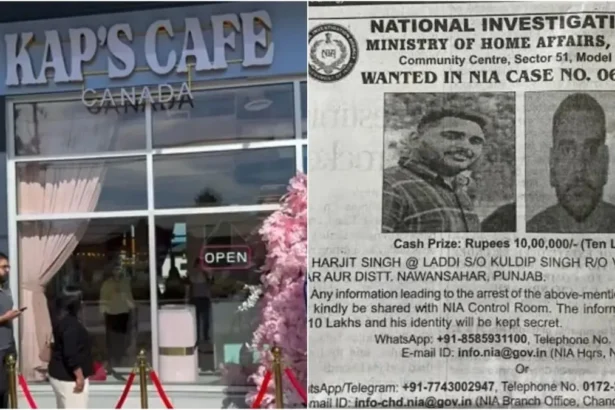 KAP'S CAFE
CANADA
OPEN
NATIONAL INVESTIGATI
MINISTRY OF HOME AFFAIRS,
Community Centre, Sector 51, Model
WANTED IN NIA CASE NO. 06
Cash Prize: Rupees 10,00,000/- (Ten L
HARJIT SINGH @ LADDI S/O KULDIP SINGH R/O V
AR AUR DISTT. NAWANSAHAR, PUNJAB.
Any information leading to the arrest of the above-mentio
kindly be shared with NIA Control Room. The inform
10 Lakhs and his identity will be kept secret.
WhatsApp: +91-8585931100, Telephone No.
E-mail ID: info.nia@gov.in (NIA Hqrs, N
Or
tsApp/Telegram: +91-7743002947, Telephone No. 0172-
mail ID: info-chd.nia@gov.in (NIA Branch Office, Chan